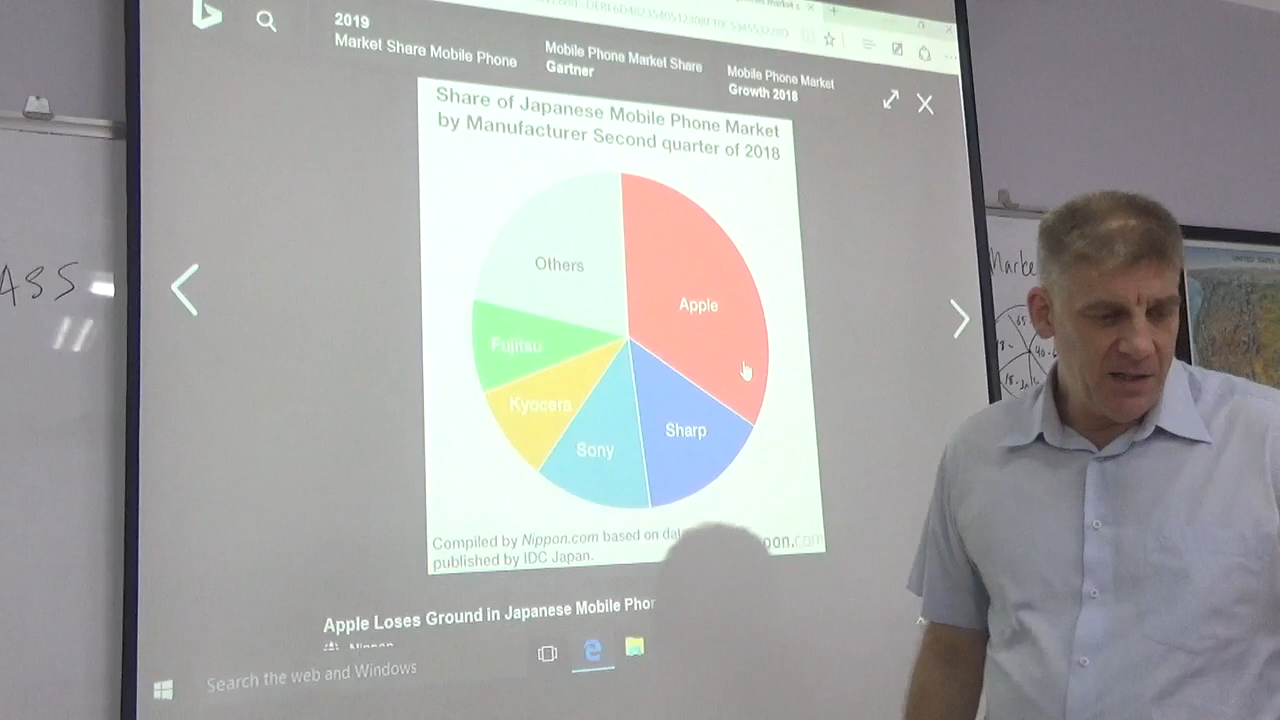 2019
Market Share Mobile Phone
Mobile Phone Market Share
Gartner
Mobile Phone Market
Growth 2018
Share of Japanese Mobile Phone Market
by Manufacturer Second quarter of 2018
Others
Apple
Fujitsu
Kyocera
Sony
Sharp
Compiled by Nippon.com based on
published by IDC Japan.
Apple Loses Ground in Japanese Mobile
Search the web and Windows
UNITED STATES